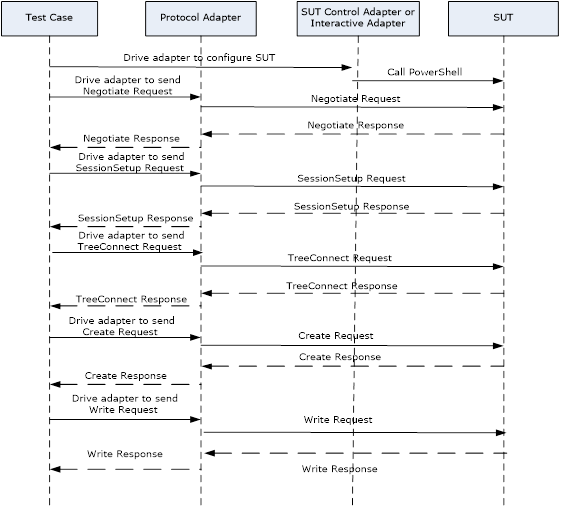 Test Case
Protocol Adapter
SUT Control Adapter or
Interactive Adapter
SUT
Drive adapter to configure SUT
Call PowerShell
Drive adapter to send
Negotiate Request
Negotiate Request
Negotiate Response
Negotiate Response
Drive adapter to send
SessionSetup Request
SessionSetup Request
SessionSetup Response
SessionSetup Response
Drive adapter to send
TreeConnect Request
TreeConnect Request
TreeConnect Response
TreeConnect Response
Drive adapter to send
Create Request
Create Request
Create Response
Create Response
Drive adapter to send
Write Request
Write Request
Write Response
Write Response